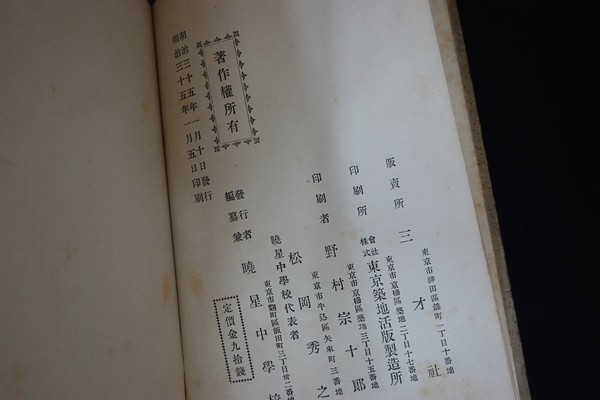 明治三十五年一月五日印刷
明治三十五年一月十日發行
著作權所有
定價金九拾錢
編纂兼
發行者
曉星中學校
東京市麴町區飯田町三丁目卅二番地
曉星中學校代表者
松岡秀之
東京市牛込區矢來町三番地
印刷者
野村宗十郎
東京市京橋區築地三丁目十五番地
印刷所
株式
會社
東京築地活版製造所
東京市京橋區築地二丁目十七番地
販賣所
三才社
東京市神田區錦町一丁目十番地